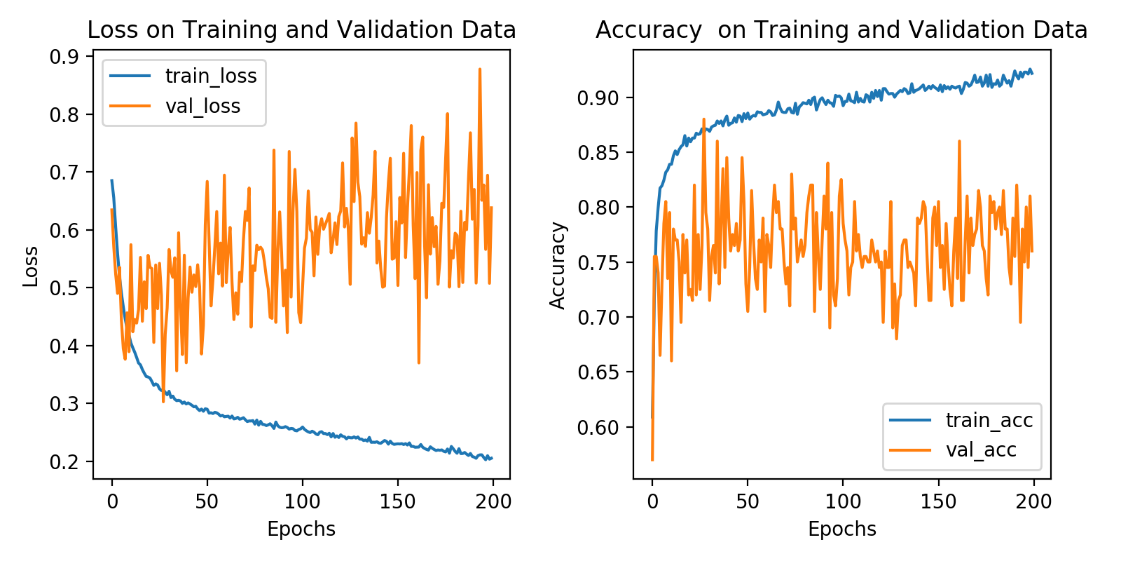 Loss on Training and Validation Data
train_loss
val_loss
0.9
0.8
0.7
0.6
0.5
0.4
0.3
0.2
Loss
0
50
100
150
200
Epochs
Accuracy  on Training and Validation Data
0.90
0.85
0.80
0.75
0.70
0.65
0.60
Accuracy
train_acc
val_acc
0
50
100
150
200
Epochs